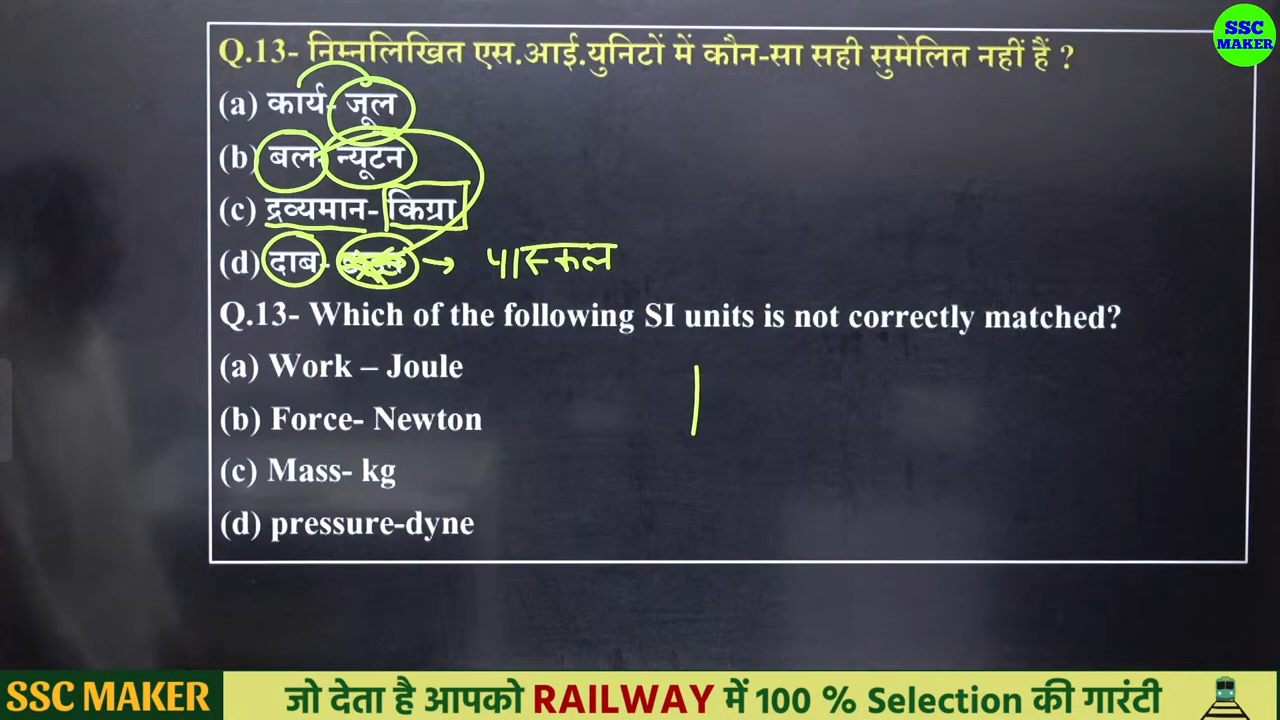 SSC
MAKER
Q.13- निम्नलिखित एस.आई.युनिटों में कौन-सा सही सुमेलित नहीं हैं ?
(a) कार्य- जूल
(b) बल- न्यूटन
(c) द्रव्यमान- किग्रा
(d) दाब- → पास्कल
Q.13- Which of the following SI units is not correctly matched?
(a) Work – Joule
(b) Force- Newton
(c) Mass- kg
(d) pressure-dyne
SSC MAKER जो देता है आपको RAILWAY में 100 % Selection की गारंटी